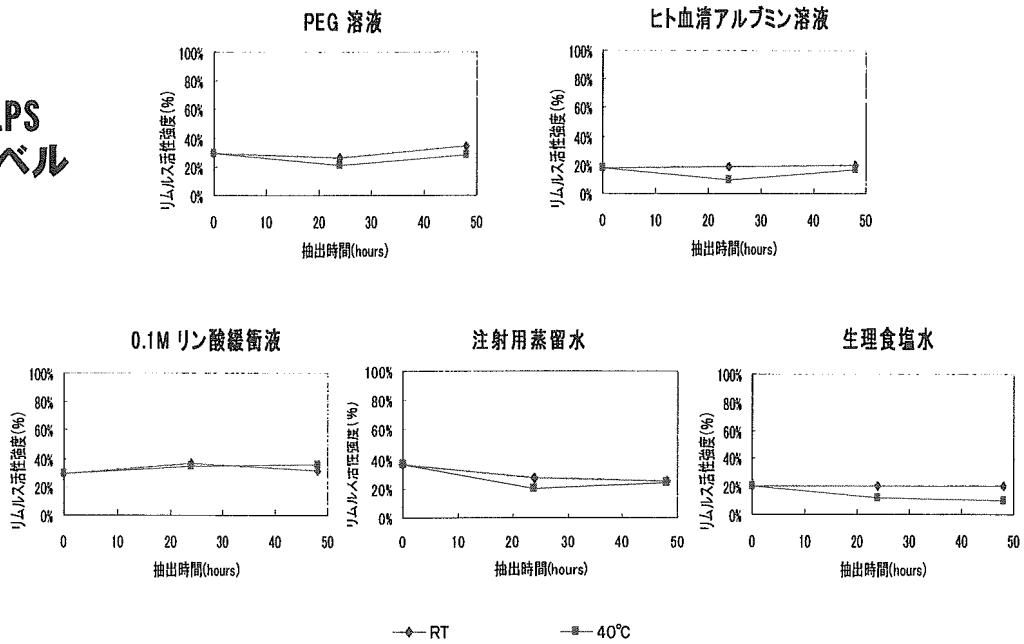 LPS
ベル
PEG 溶液
リムルス活性強度(%)
100%
80%
60%
40%
20%
0%
0 10 20 30 40 50
抽出時間(hours)
ヒト血清アルブミン溶液
リムルス活性強度(%)
100%
80%
60%
40%
20%
0%
0 10 20 30 40 50
抽出時間(hours)
0.1M リン酸緩衝液
リムルス活性強度(%)
100%
80%
60%
40%
20%
0%
0 10 20 30 40 50
抽出時間(hours)
注射用蒸留水
リムルス活性強度(%)
100%
80%
60%
40%
20%
0%
0 10 20 30 40 50
抽出時間(hours)
生理食塩水
リムルス活性強度(%)
100%
80%
60%
40%
20%
0%
0 10 20 30 40 50
抽出時間(hours)
RT 40℃